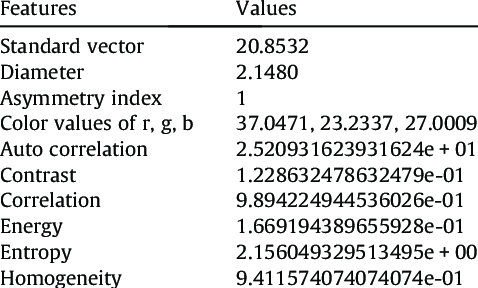 Features Values
Standard vector 20.8532
Diameter 2.1480
Asymmetry index 1
Color values of r, g, b 37.0471, 23.2337, 27.0009
Auto correlation 2.520931623931624e + 01
Contrast 1.228632478632479e-01
Correlation 9.894224944536026e-01
Energy 1.669194389655928e-01
Entropy 2.156049329513495e + 00
Homogeneity 9.411574074074074e-01